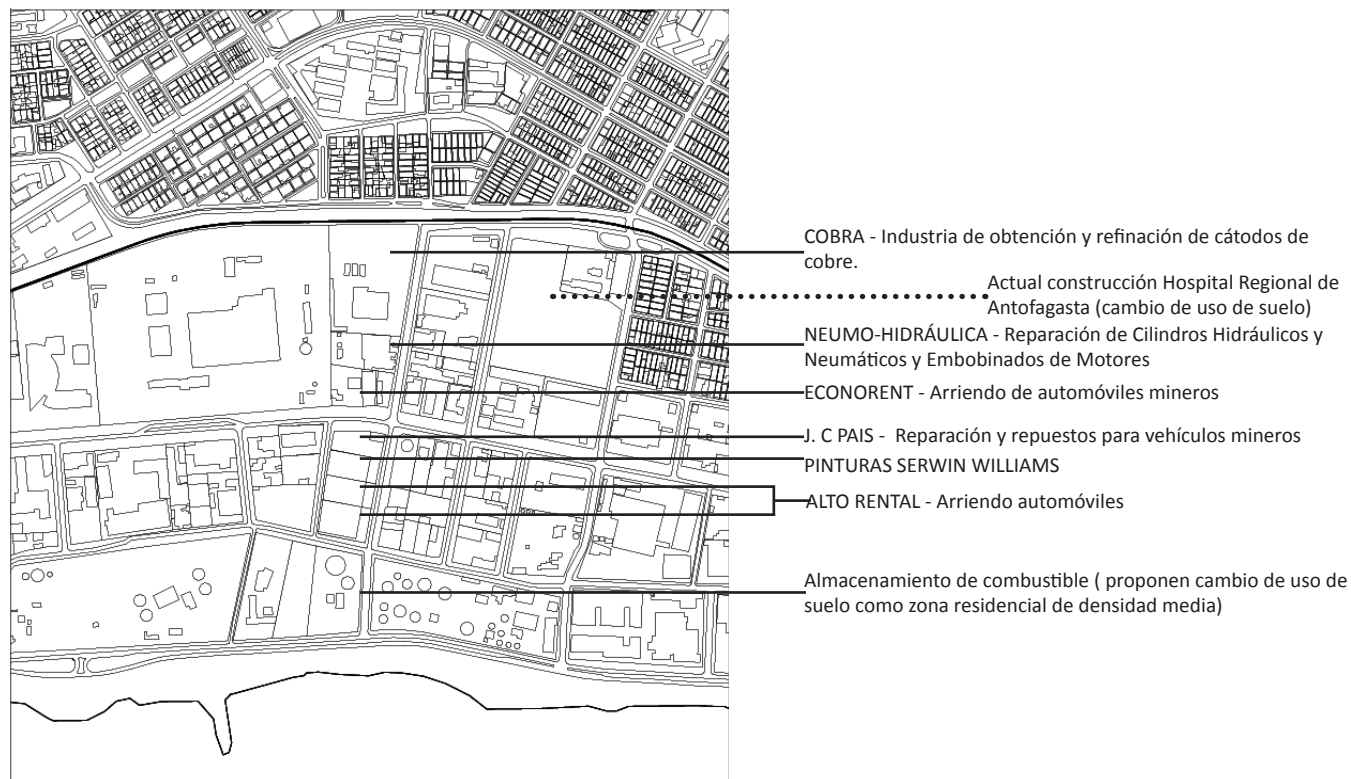 COBRA - Industria de obtención y refinación de cátodos de
cobre.
Actual construcción Hospital Regional de
Antofagasta (cambio de uso de suelo)
NEUMO-HIDRÁULICA - Reparación de Cilindros Hidráulicos y
Neumáticos y Embobinados de Motores
ECONORENT - Arriendo de automóviles mineros
J. C PAIS - Reparación y repuestos para vehículos mineros
PINTURAS SERWIN WILLIAMS
ALTO RENTAL - Arriendo automóviles
Almacenamiento de combustible ( proponen cambio de uso de
suelo como zona residencial de densidad media)